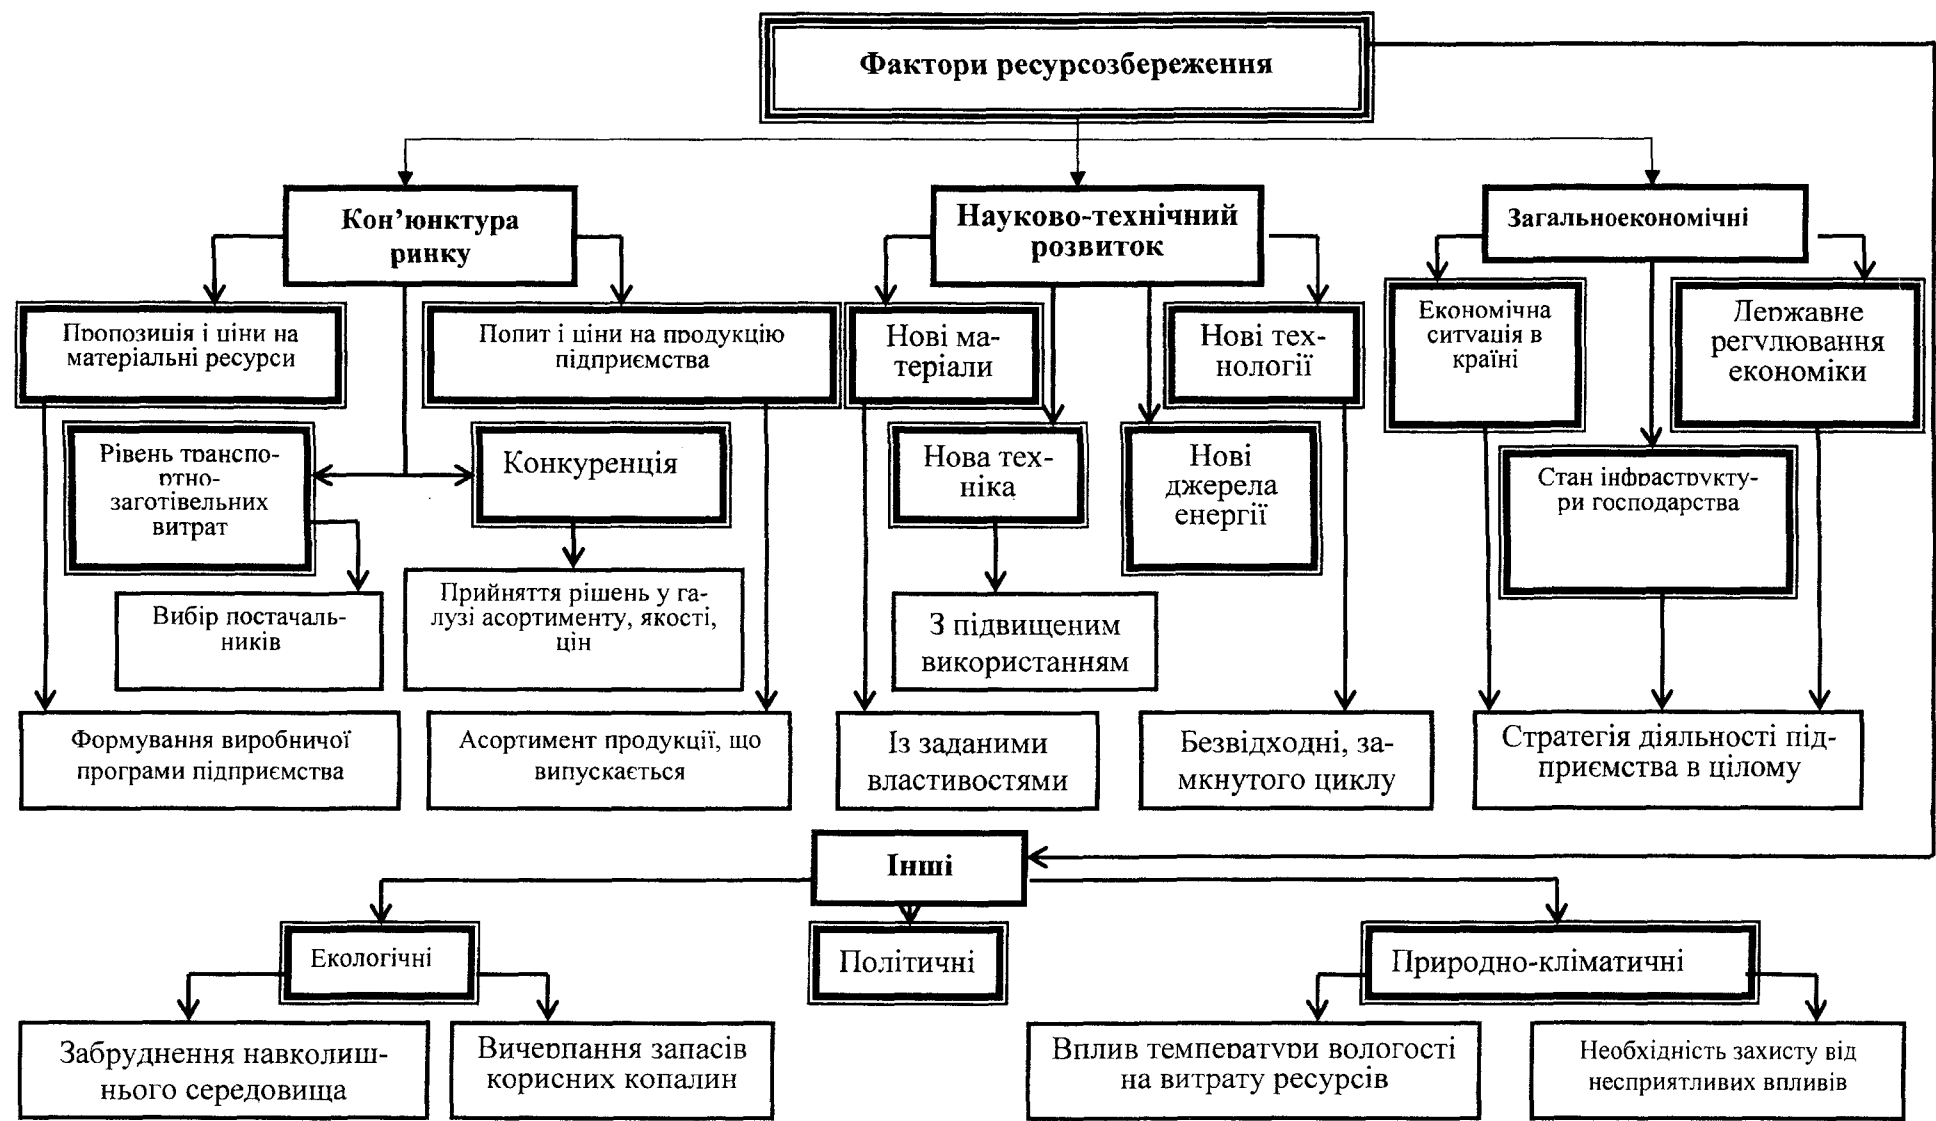 Фактори ресурсозбереження
Кон’юнктура
ринку
Науково-технічний
розвиток
Загальноекономічні
Пропозиція і ціни на
матеріальні ресурси
Попит і ціни на продукцію
підприємства
Нові ма-
теріали
Нові тех-
нології
Економічна
ситуація в
країні
Державне
регулювання
економіки
Рівень транспо-
ртно-
заготівельних
витрат
Конкуренція
Нова тех-
ніка
Нові
джерела
енергії
Стан інфраструкту-
ри господарства
Вибір постачаль-
ників
Прийняття рішень у га-
лузі асортименту, якості,
цін
З підвищеним
використанням
Формування виробничої
програми підприємства
Асортимент продукції, що
випускається
Із заданими
властивостями
Безвідходні, за-
мкнутого циклу
Стратегія діяльності під-
приємства в цілому
Інші
Екологічні
Політичні
Природно-кліматичні
Забруднення навколиш-
нього середовища
Вичерпання запасів
корисних копалин
Вплив температури вологості
на витрату ресурсів
Необхідність захисту від
несприятливих впливів